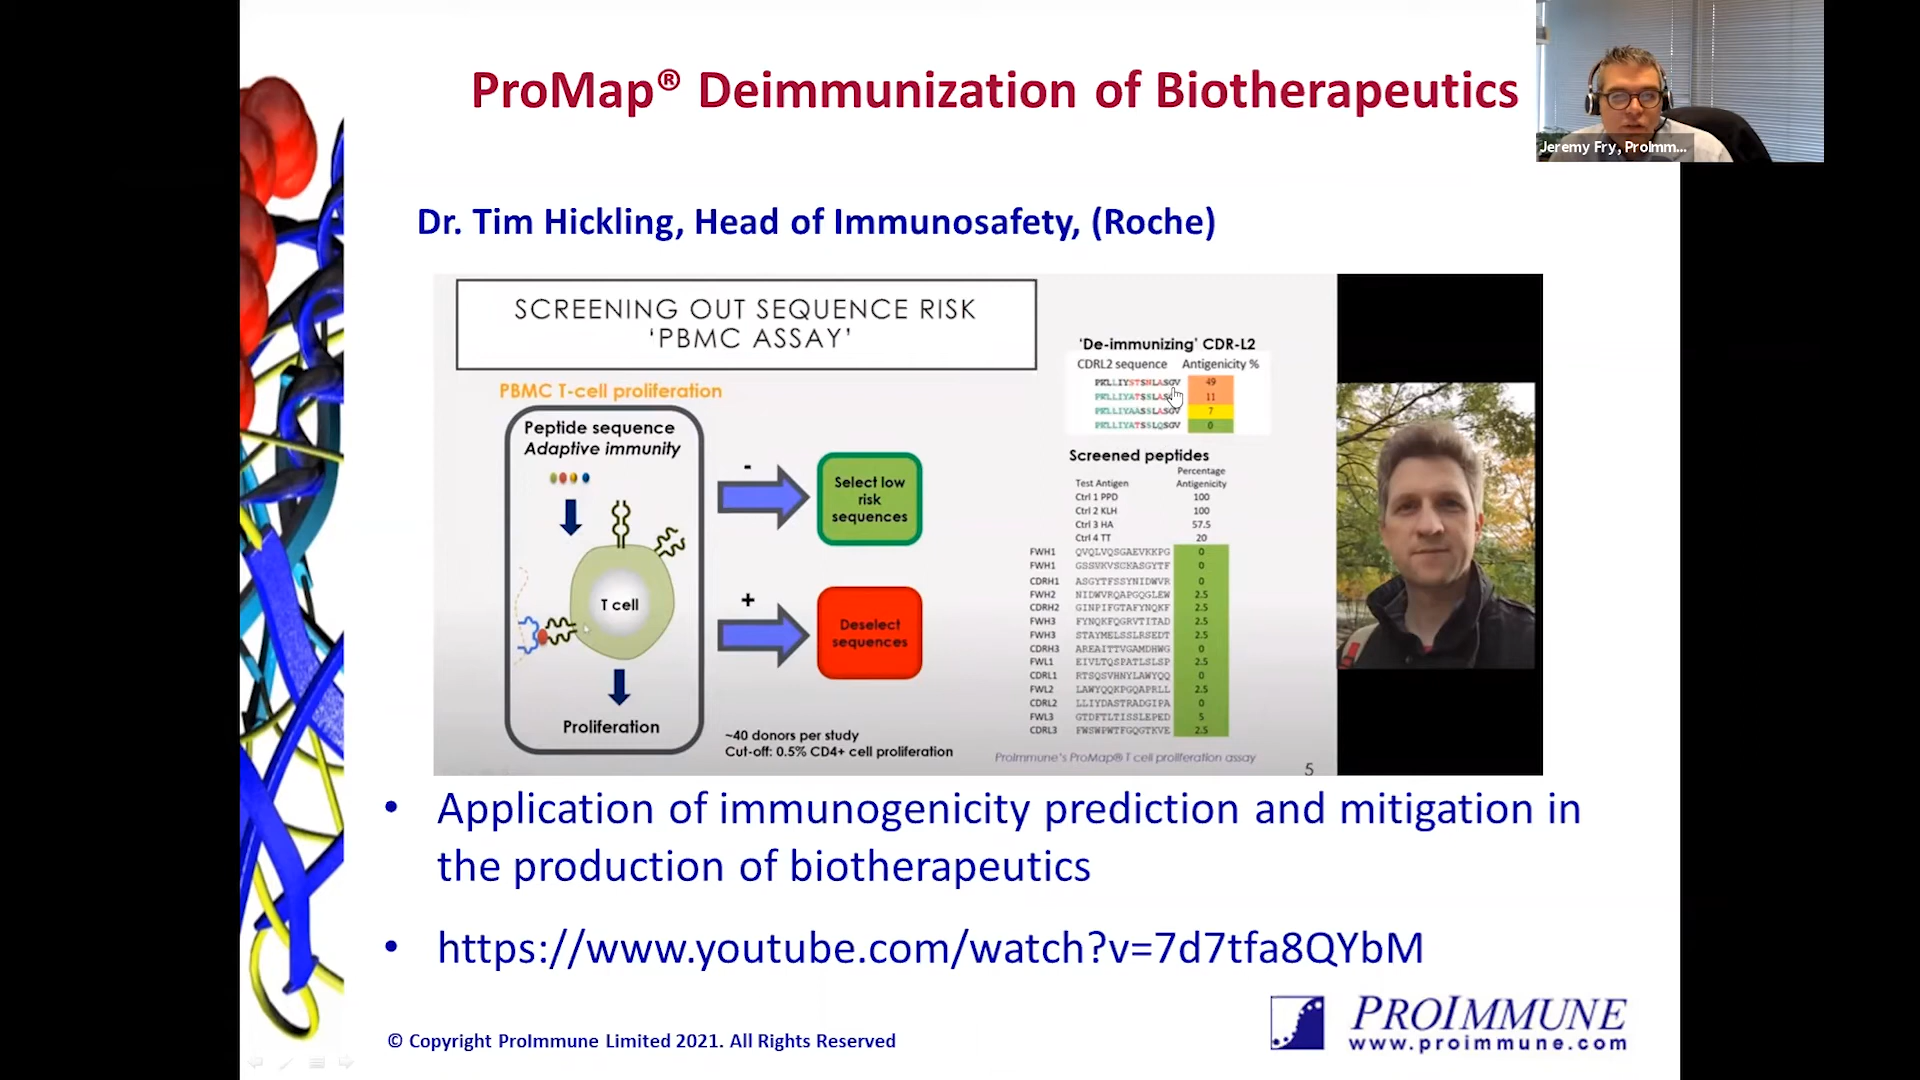 ProMap® Deimmunization of Biotherapeutics
Jeremy Fry, ProImm...
Dr. Tim Hickling, Head of Immunosafety, (Roche)
SCREENING OUT SEQUENCE RISK
‘PBMC ASSAY’
PBMC T-cell proliferation
Peptide sequence
Adaptive immunity
T cell
Proliferation
-
Select low
risk
sequences
+
Deselect
sequences
~40 donors per study
Cut-off: 0.5% CD4+ cell proliferation
‘De-immunizing’ CDR-L2
CDRL2 sequence Antigenicity %
PKLLIYSTSNLASGV 49
PKLLIYATSSLASGV 11
PKLLIYAASSLASGV 7
PKLLIYATSSLQSGV 0
Screened peptides
Test Antigen Percentage Antigenicity
Ctrl 1 PPD 100
Ctrl 2 KLH 100
Ctrl 3 HA 57.5
Ctrl 4 TT 20
FWH1 QVQLVQSGAEVKKPG 0
FWH1 GSSVKVSCKASGYTF 0
CDRH1 ASGYTFSSYNIDWVR 0
FWH2 NIDWVRQAPGQGLEW 2.5
CDRH2 GINPIFGTAFYNQKF 2.5
FWH3 FYNQKFQGRVTITAD 2.5
FWH3 STAYMELSSLRSEDT 2.5
CDRH3 AREAITTVGAMDHWG 0
FWL1 EIVLTQSPATLSLSP 2.5
CDRL1 RTSQSVHNYLAWYQQ 0
FWL2 LAWYQQKPGQAPRLL 2.5
CDRL2 LLIYDASTRADGIPA 0
FWL3 GTDFTLTISSLEPED 5
CDRL3 FWSWPWTFGQGTKVE 2.5
ProImmune's ProMap® T cell proliferation assay
5
• Application of immunogenicity prediction and mitigation in
the production of biotherapeutics
• https://www.youtube.com/watch?v=7d7tfa8QYbM
© Copyright ProImmune Limited 2021. All Rights Reserved
PROIMMUNE
www.proimmune.com